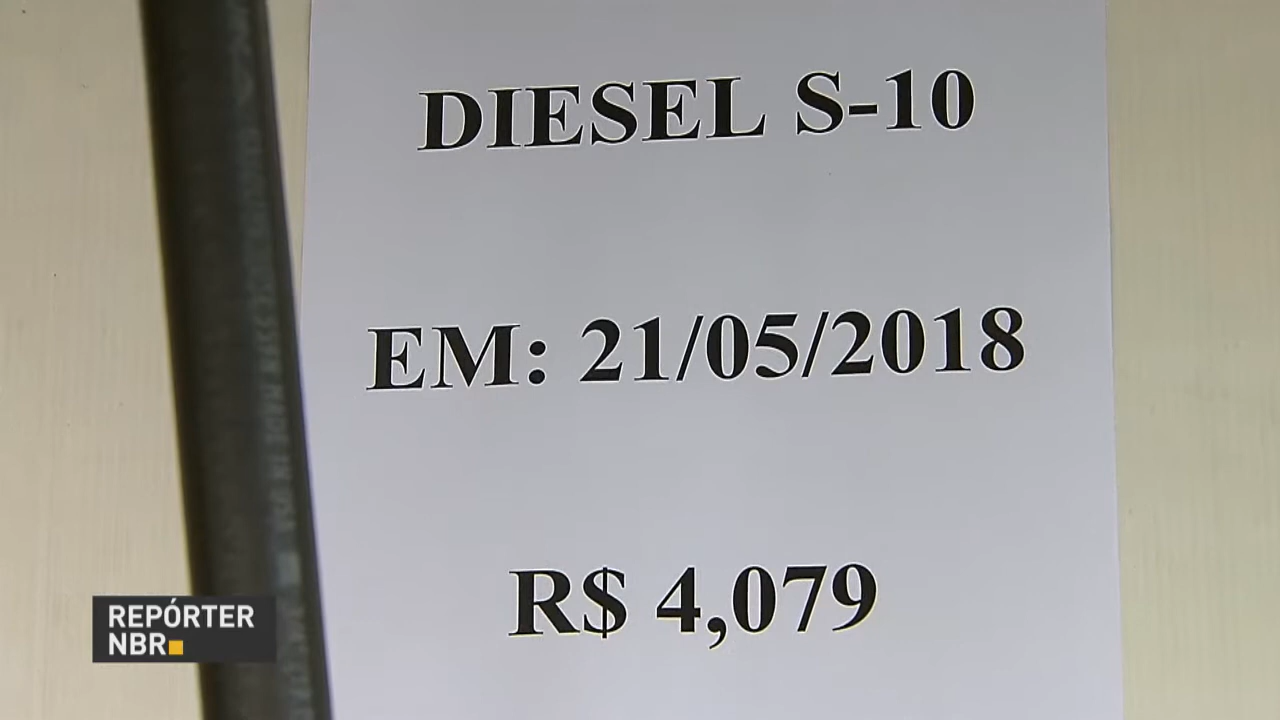 DIESEL S-10
EM: 21/05/2018
R$ 4,079
REPÓRTER
NBR